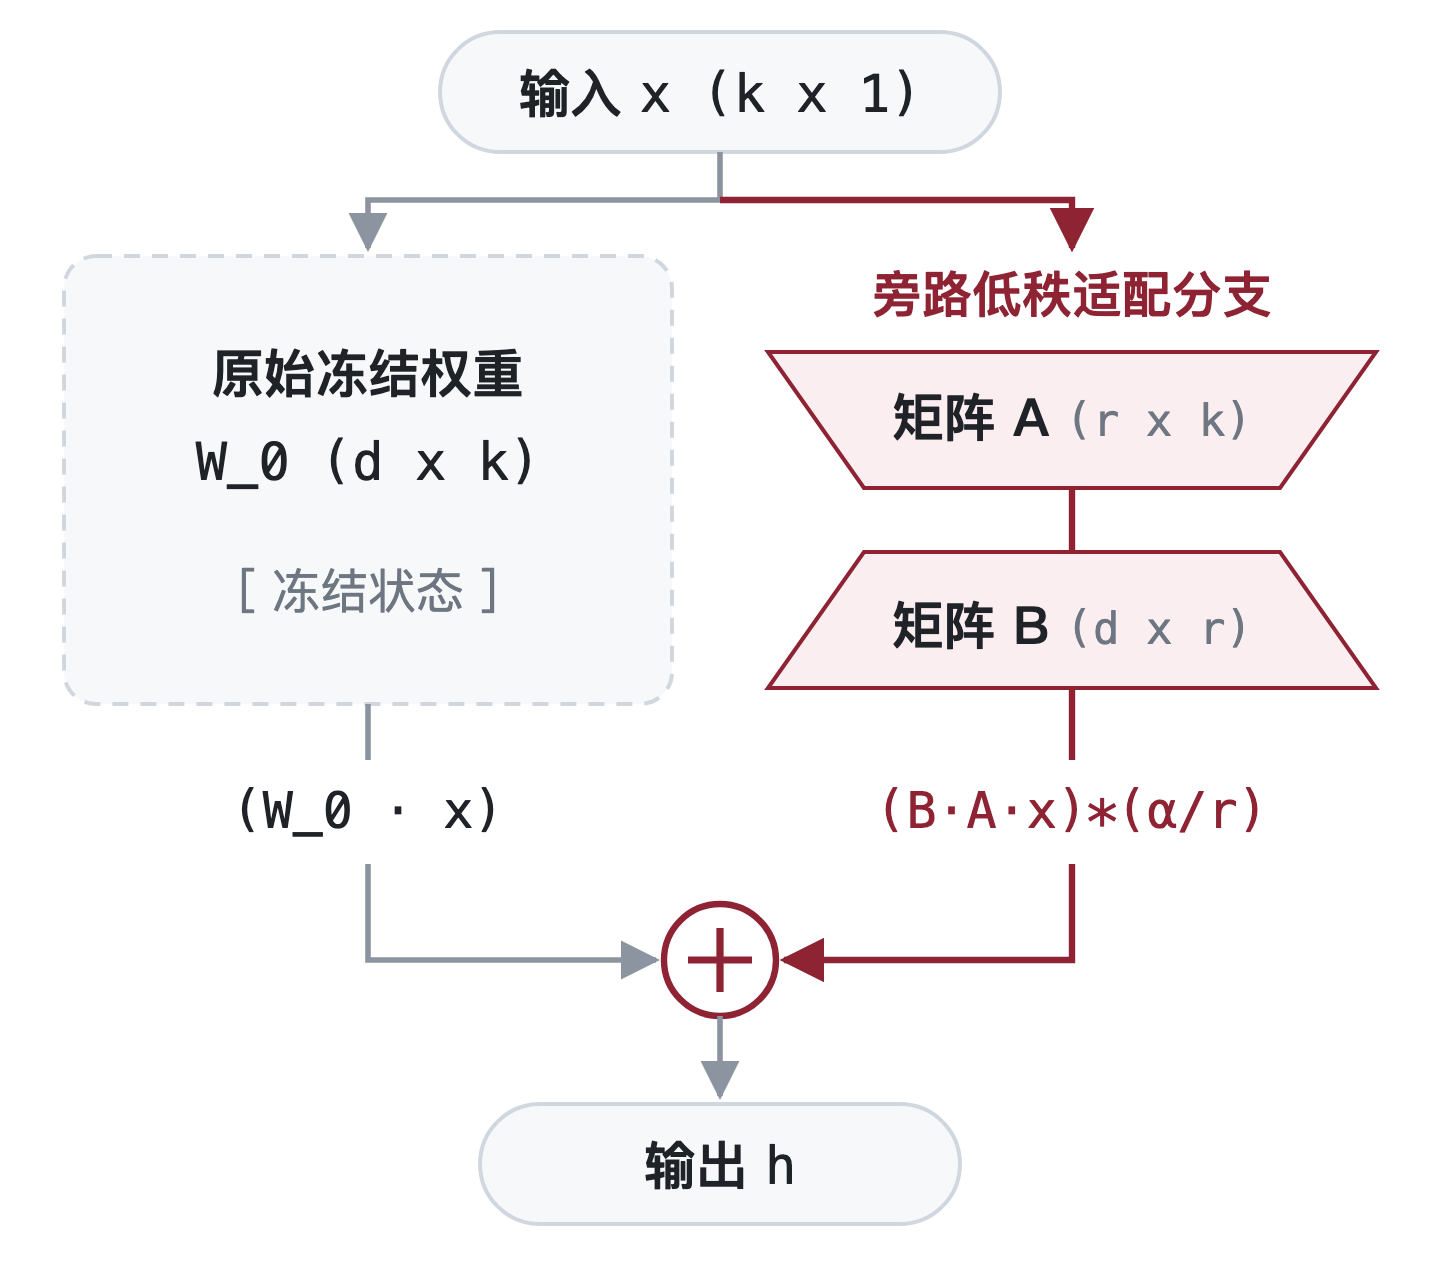 输入 x (k x 1)
旁路低秩适配分支
原始冻结权重
W_0 (d x k)
[ 冻结状态 ]
矩阵 A (r x k)
矩阵 B (d x r)
(W_0 · x)
(B·A·x)*(α/r)
输出 h